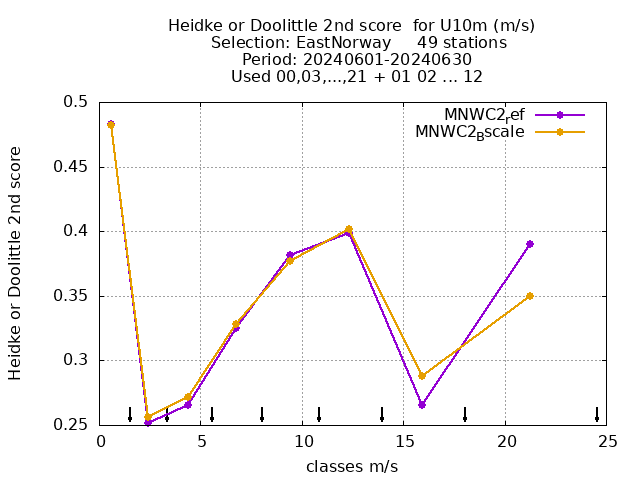 Heidke or Doolittle 2nd score  for U10m (m/s)
Selection: EastNorway     49 stations
Period: 20240601-20240630
Used 00,03,...,21 + 01 02 ... 12
MNWC2ref
MNWC2Bscale
0.5
0.45
0.4
0.35
0.3
0.25
Heidke or Doolittle 2nd score
0
5
10
15
20
25
classes m/s